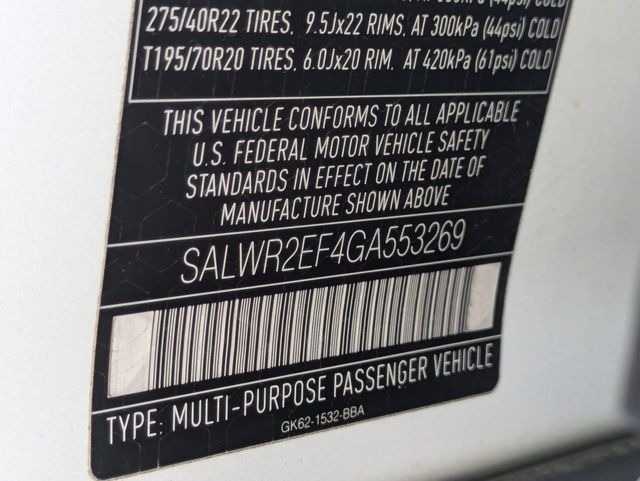 275/40R22 TIRES, 9.5Jx22 RIMS, AT 300kPa (44psi) COLD
T195/70R20 TIRES, 6.0Jx20 RIM, AT 420kPa (61psi) COLD
THIS VEHICLE CONFORMS TO ALL APPLICABLE
U.S. FEDERAL MOTOR VEHICLE SAFETY
STANDARDS IN EFFECT ON THE DATE OF
MANUFACTURE SHOWN ABOVE
SALWR2EF4GA553269
TYPE: MULTI-PURPOSE PASSENGER VEHICLE
GK62-1532-BBA